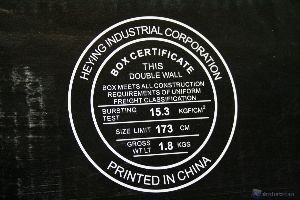 HEYING INDUSTRIAL CORPORATION
BOX CERTIFICATE
THIS
DOUBLE WALL
BOX MEETS ALL CONSTRUCTION
REQUIREMENTS OF UNIFORM
FREIGHT CLASSIFICATION
BURSTING TEST 15.3 KGF/CM²
SIZE LIMIT 173 CM
GROSS WT LT 1.8 KGS
PRINTED IN CHINA